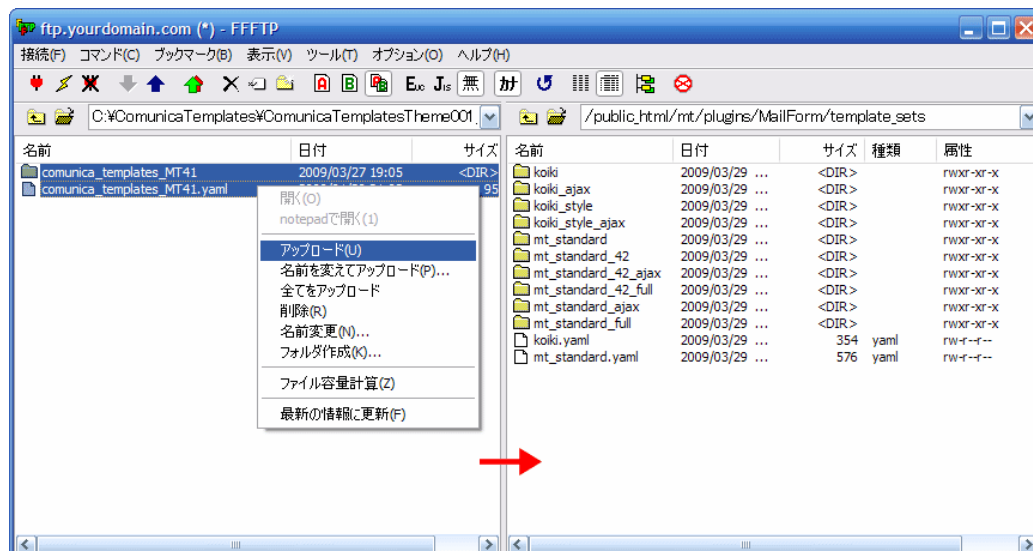 ftp.yourdomain.com (*) - FFFTP
接続(F) コマンド(C) ブックマーク(B) 表示(V) ツール(T) オプション(O) ヘルプ(H)
A B Euc Jis 無 カナ
C:¥ComunicaTemplates¥ComunicaTemplatesTheme001
/public_html/mt/plugins/MailForm/template_sets
名前 日付 サイズ
comunica_templates_MT41 2009/03/27 19:05 <DIR>
comunica_templates_MT41.yaml 95
開く(O)
notepadで開く(1)
アップロード(U)
名前を変えてアップロード(P)...
全てをアップロード
削除(R)
名前変更(N)...
フォルダ作成(K)...
ファイル容量計算(Z)
最新の情報に更新(F)
名前 日付 サイズ 種類 属性
koiki 2009/03/29 ... <DIR> rwxr-xr-x
koiki_ajax 2009/03/29 ... <DIR> rwxr-xr-x
koiki_style 2009/03/29 ... <DIR> rwxr-xr-x
koiki_style_ajax 2009/03/29 ... <DIR> rwxr-xr-x
mt_standard 2009/03/29 ... <DIR> rwxr-xr-x
mt_standard_42 2009/03/29 ... <DIR> rwxr-xr-x
mt_standard_42_ajax 2009/03/29 ... <DIR> rwxr-xr-x
mt_standard_42_full 2009/03/29 ... <DIR> rwxr-xr-x
mt_standard_ajax 2009/03/29 ... <DIR> rwxr-xr-x
mt_standard_full 2009/03/29 ... <DIR> rwxr-xr-x
koiki.yaml 2009/03/29 ... 354 yaml rw-r--r--
mt_standard.yaml 2009/03/29 ... 576 yaml rw-r--r--